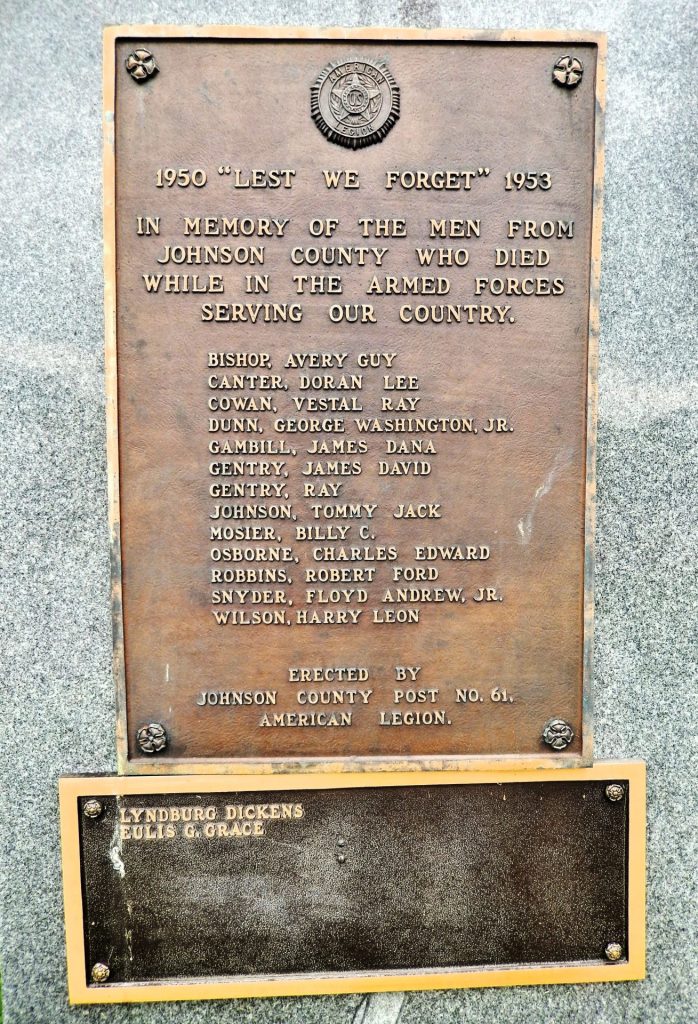 AMERICAN
US
LEGION
1950 "LEST WE FORGET" 1953
IN MEMORY OF THE MEN FROM
JOHNSON COUNTY WHO DIED
WHILE IN THE ARMED FORCES
SERVING OUR COUNTRY.
BISHOP, AVERY GUY
CANTER, DORAN LEE
COWAN, VESTAL RAY
DUNN, GEORGE WASHINGTON, JR.
GAMBILL, JAMES DANA
GENTRY, JAMES DAVID
GENTRY, RAY
JOHNSON, TOMMY JACK
MOSIER, BILLY C.
OSBORNE, CHARLES EDWARD
ROBBINS, ROBERT FORD
SNYDER, FLOYD ANDREW, JR.
WILSON, HARRY LEON
ERECTED BY
JOHNSON COUNTY POST NO. 61,
AMERICAN LEGION.
LYNDBURG DICKENS
EULIS G. GRACE